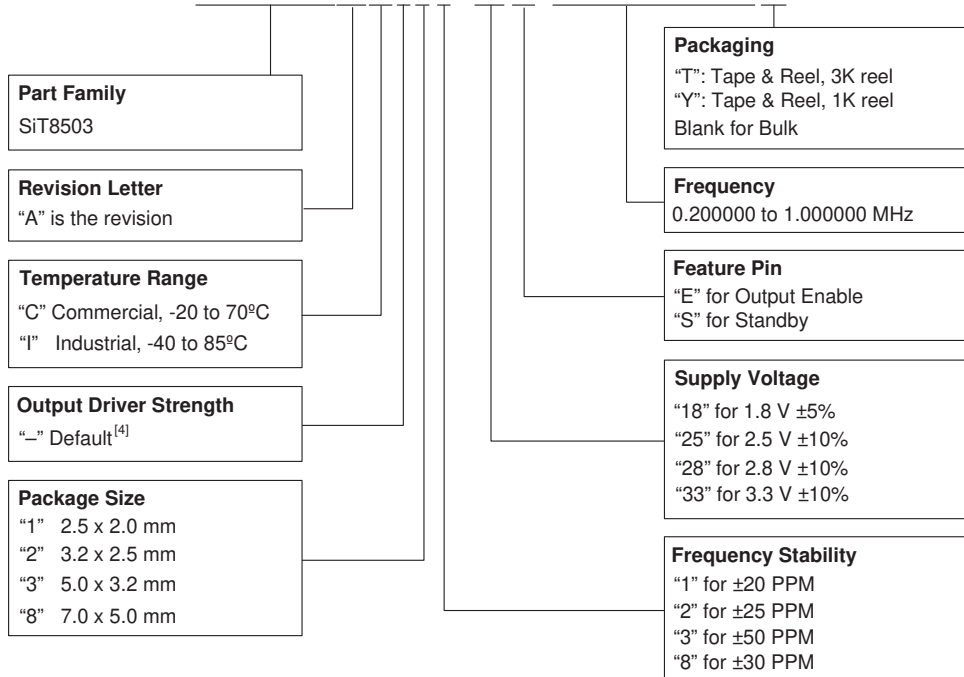 Part Family
SiT8503
Revision Letter
“A” is the revision
Temperature Range
“C” Commercial, -20 to 70ºC
“I” Industrial, -40 to 85ºC
Output Driver Strength
“–” Default[4]
Package Size
“1” 2.5 x 2.0 mm
“2” 3.2 x 2.5 mm
“3” 5.0 x 3.2 mm
“8” 7.0 x 5.0 mm
Packaging
“T”: Tape & Reel, 3K reel
“Y”: Tape & Reel, 1K reel
Blank for Bulk
Frequency
0.200000 to 1.000000 MHz
Feature Pin
“E” for Output Enable
“S” for Standby
Supply Voltage
“18” for 1.8 V ±5%
“25” for 2.5 V ±10%
“28” for 2.8 V ±10%
“33” for 3.3 V ±10%
Frequency Stability
“1” for ±20 PPM
“2” for ±25 PPM
“3” for ±50 PPM
“8” for ±30 PPM